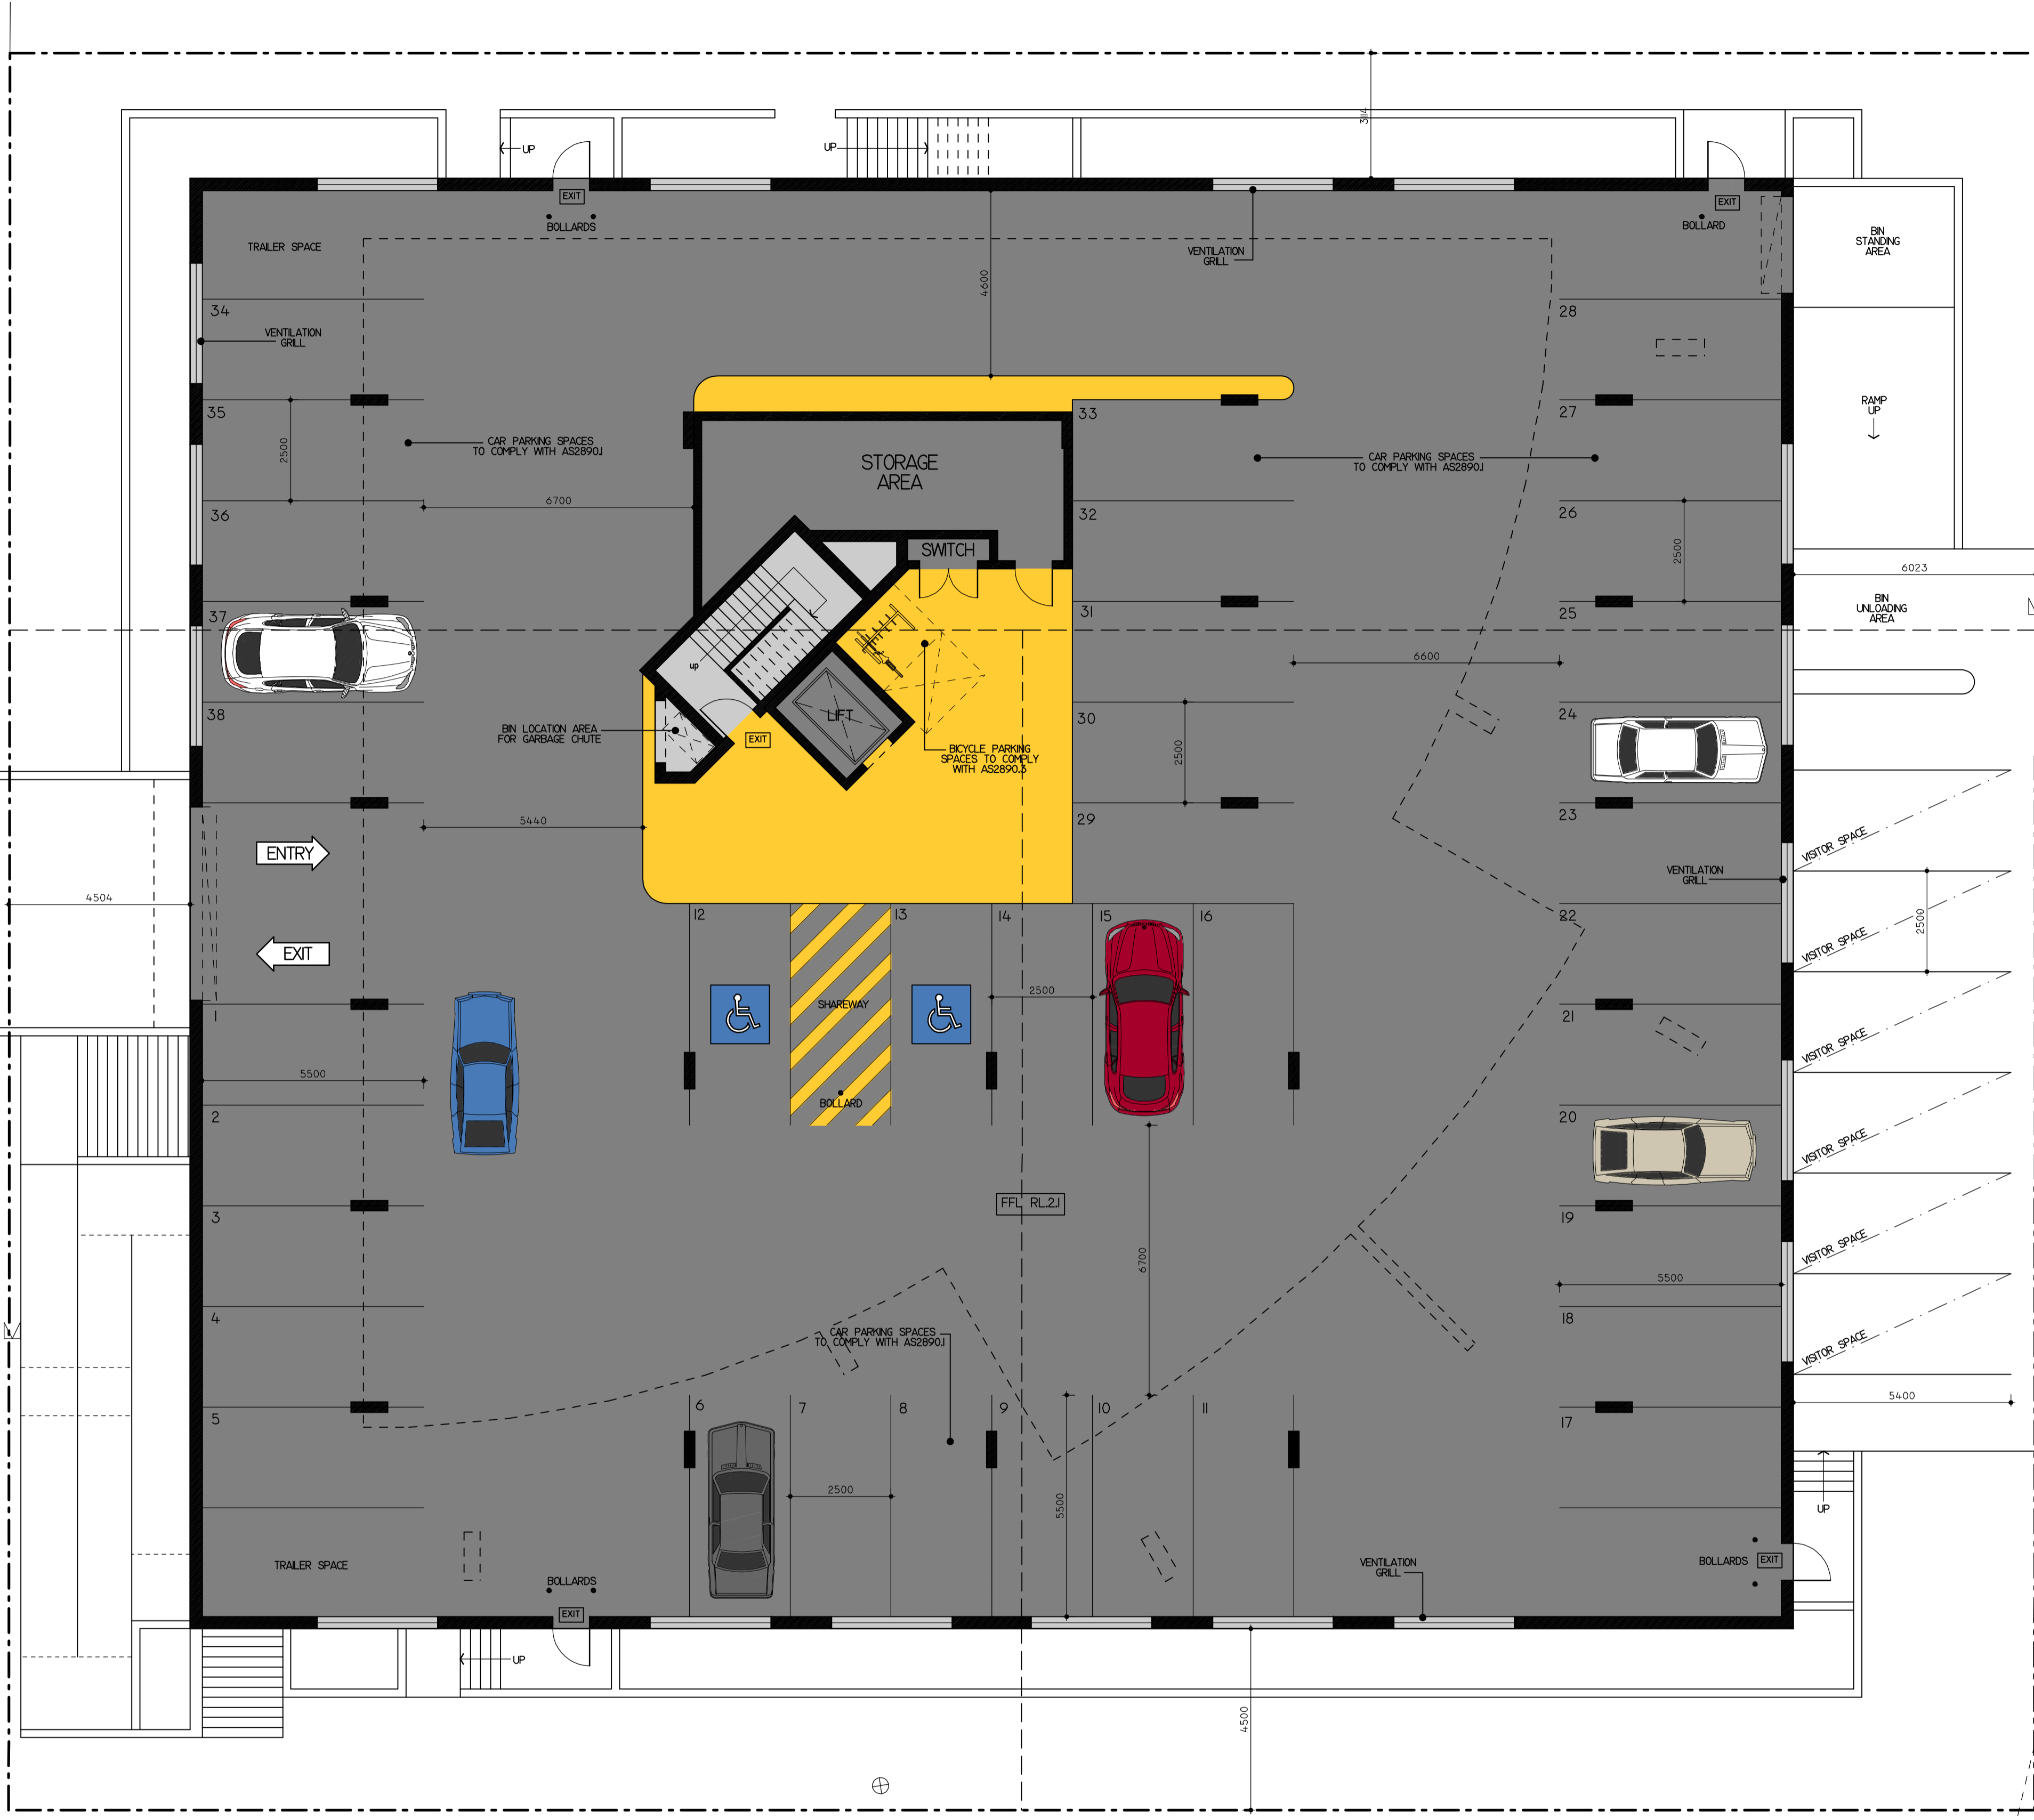 3114
UP
UP
EXIT
BOLLARDS
EXIT
BOLLARD
TRAILER SPACE
VENTILATION
GRILL
BIN
STANDING
AREA
4600
34
28
VENTILATION
GRILL
35
33
27
RAMP
UP
2500
CAR PARKING SPACES
TO COMPLY WITH AS2890.1
STORAGE
AREA
CAR PARKING SPACES
TO COMPLY WITH AS2890.1
6700
36
32
26
SWITCH
2500
6023
37
31
25
BIN
UNLOADING
AREA
up
6600
38
LIFT
30
24
BIN LOCATION AREA
FOR GARBAGE CHUTE
EXIT
BICYCLE PARKING
SPACES TO COMPLY
WITH AS2890.3
2500
5440
29
23
ENTRY
VISITOR SPACE
VENTILATION
GRILL
4504
12
13
14
15
16
22
2500
EXIT
VISITOR SPACE
SHAREWAY
2500
21
VISITOR SPACE
5500
BOLLARD
2
20
VISITOR SPACE
FFL RL.2.1
3
19
6700
VISITOR SPACE
5500
4
18
CAR PARKING SPACES
TO COMPLY WITH AS2890.1
VISITOR SPACE
5400
5
6
7
8
9
10
11
17
2500
5500
UP
TRAILER SPACE
BOLLARDS
EXIT
VENTILATION
GRILL
BOLLARDS
EXIT
UP
4500